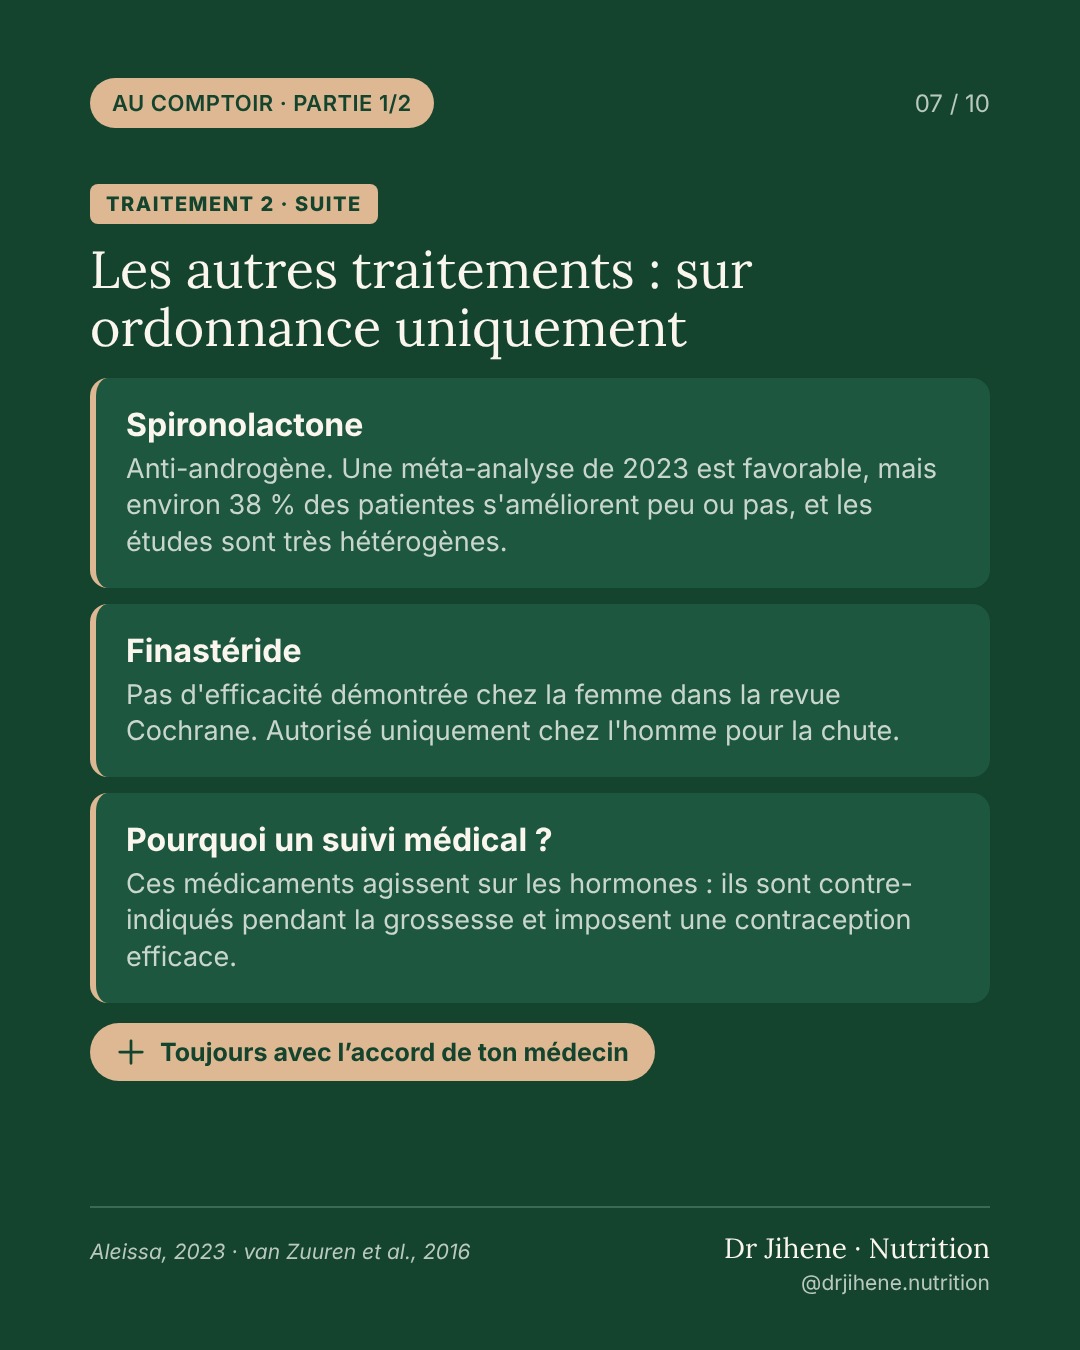 AU COMPTOIR · PARTIE 1/2
07 / 10
TRAITEMENT 2 · SUITE
Les autres traitements : sur
ordonnance uniquement
Spironolactone
Anti-androgène. Une méta-analyse de 2023 est favorable, mais
environ 38 % des patientes s'améliorent peu ou pas, et les
études sont très hétérogènes.
Finastéride
Pas d'efficacité démontrée chez la femme dans la revue
Cochrane. Autorisé uniquement chez l'homme pour la chute.
Pourquoi un suivi médical ?
Ces médicaments agissent sur les hormones : ils sont contre-
indiqués pendant la grossesse et imposent une contraception
efficace.
Toujours avec l’accord de ton médecin
Aleissa, 2023 · van Zuuren et al., 2016
Dr Jihene · Nutrition
@drjihene.nutrition